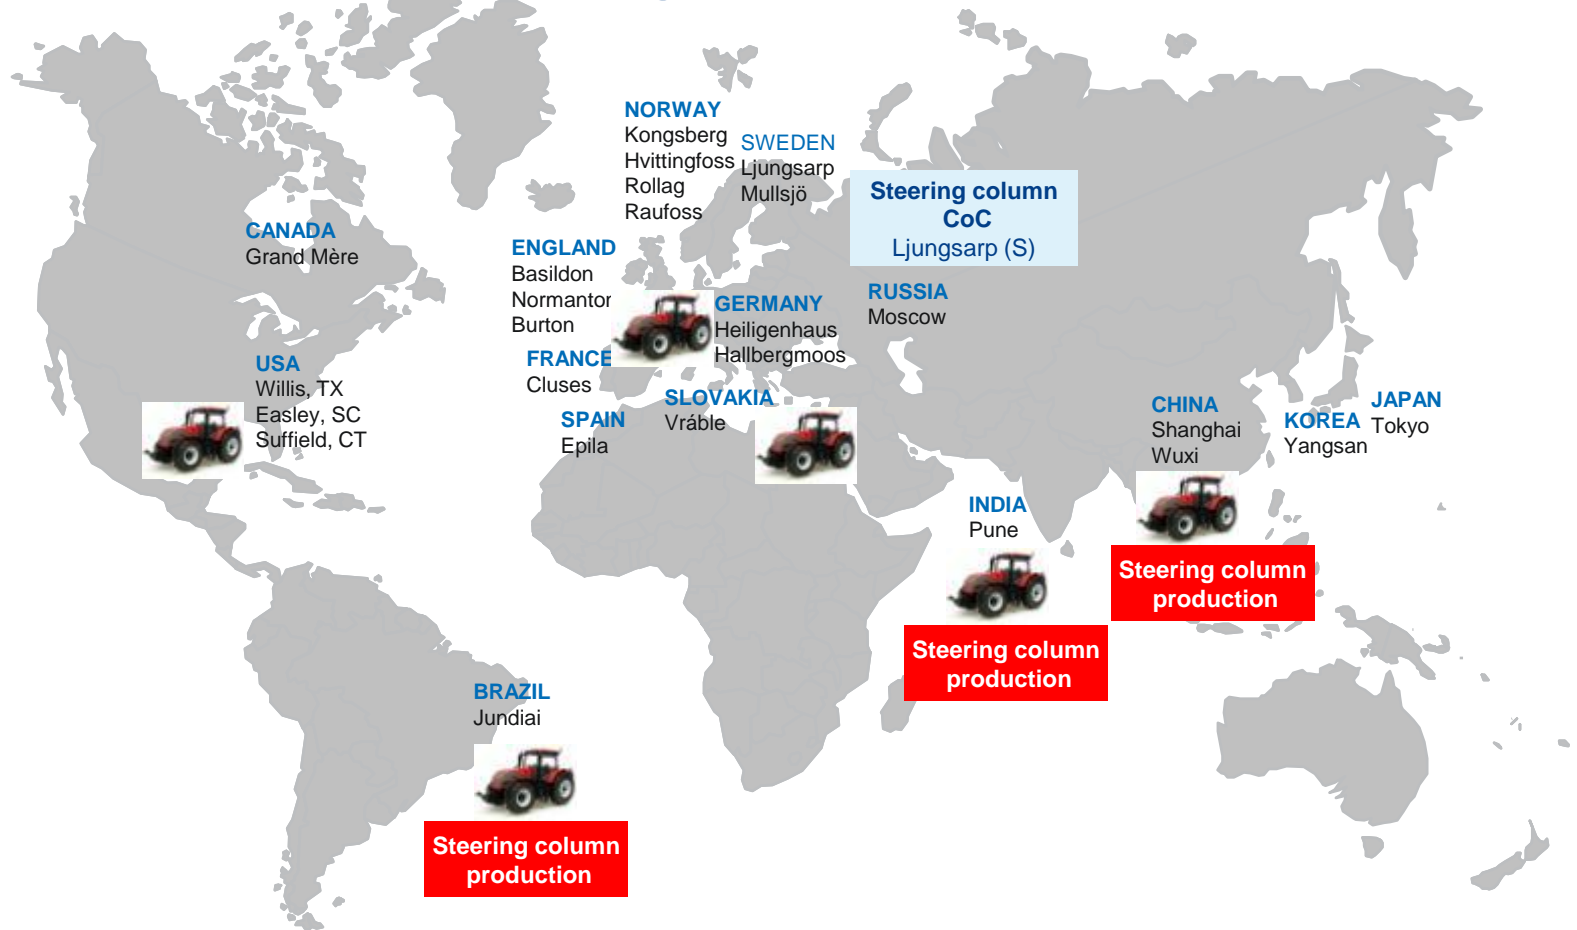 NORWAY
Kongsberg
Hvittingfoss
Rollag
Raufoss
SWEDEN
Ljungsarp
Mullsjö
Steering column
CoC
Ljungsarp (S)
CANADA
Grand Mère
ENGLAND
Basildon
Normanton
Burton
GERMANY
Heiligenhaus
Hallbergmoos
RUSSIA
Moscow
FRANCE
Cluses
USA
Willis, TX
Easley, SC
Suffield, CT
SPAIN
Epila
SLOVAKIA
Vráble
CHINA
Shanghai
Wuxi
KOREA
Yangsan
JAPAN
Tokyo
INDIA
Pune
Steering column
production
Steering column
production
BRAZIL
Jundiai
Steering column
production